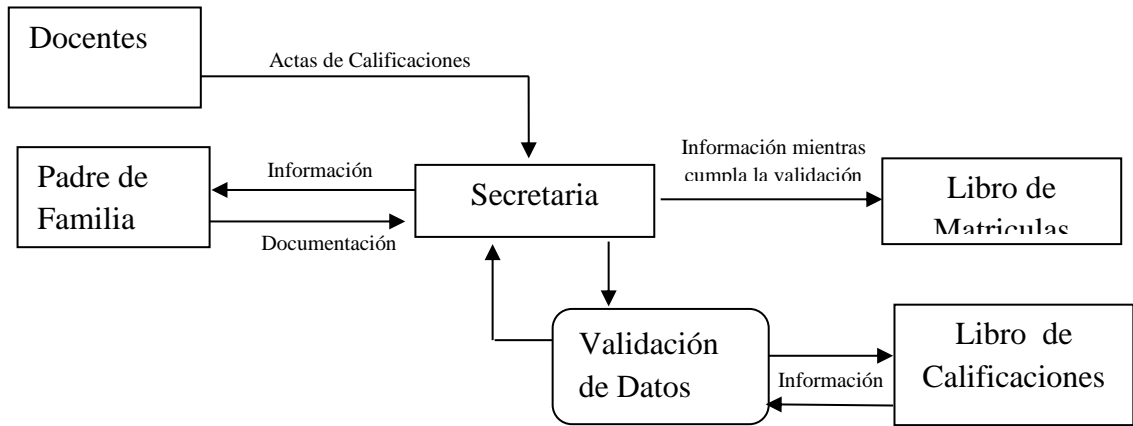 Docentes
Actas de Calificaciones
Padre de
Familia
Información
Documentación
Secretaria
Información mientras
cumpla la validación
Libro de
Matriculas
Validación
de Datos
Información
Libro de
Calificaciones